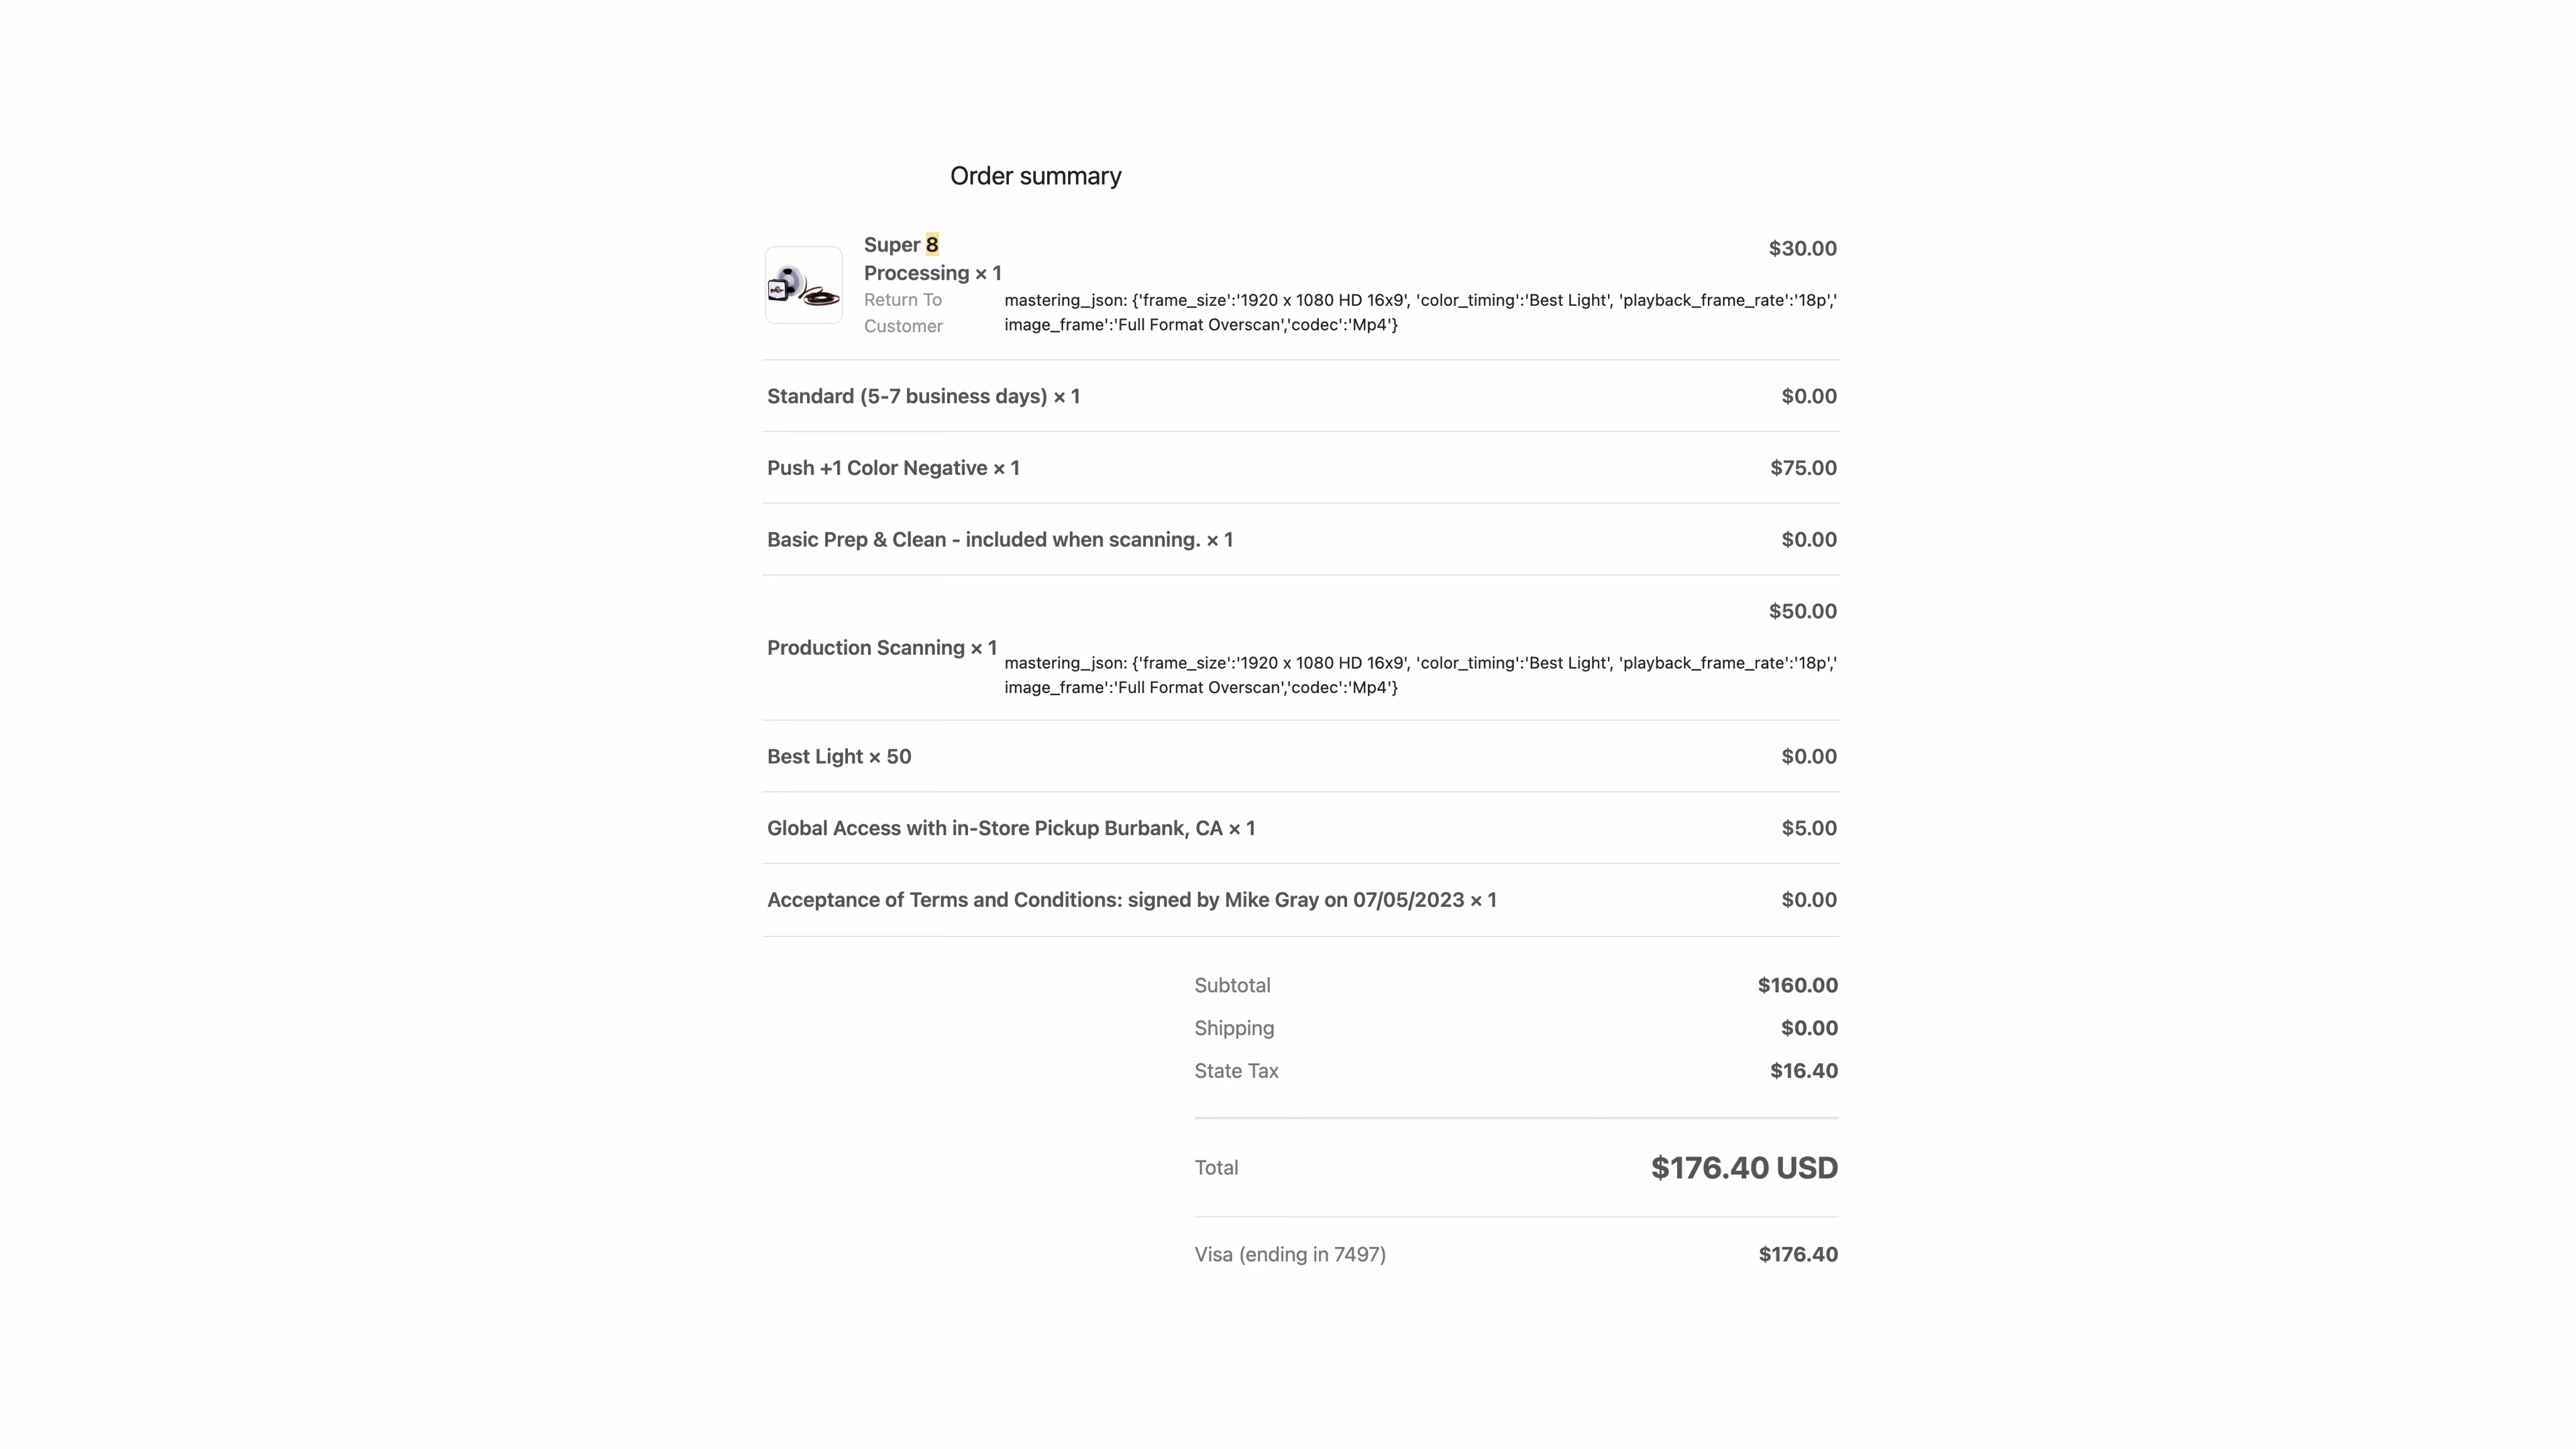 Order summary
Super 8
Processing × 1
$30.00
Return To
Customer
mastering_json: {'frame_size':'1920 x 1080 HD 16x9', 'color_timing':'Best Light', 'playback_frame_rate':'18p','
image_frame':'Full Format Overscan','codec':'Mp4'}
Standard (5-7 business days) × 1 $0.00
Push +1 Color Negative × 1 $75.00
Basic Prep & Clean - included when scanning. × 1 $0.00
$50.00
Production Scanning × 1
mastering_json: {'frame_size':'1920 x 1080 HD 16x9', 'color_timing':'Best Light', 'playback_frame_rate':'18p','
image_frame':'Full Format Overscan','codec':'Mp4'}
Best Light × 50 $0.00
Global Access with in-Store Pickup Burbank, CA × 1 $5.00
Acceptance of Terms and Conditions: signed by Mike Gray on 07/05/2023 × 1 $0.00
Subtotal $160.00
Shipping $0.00
State Tax $16.40
Total $176.40 USD
Visa (ending in 7497) $176.40